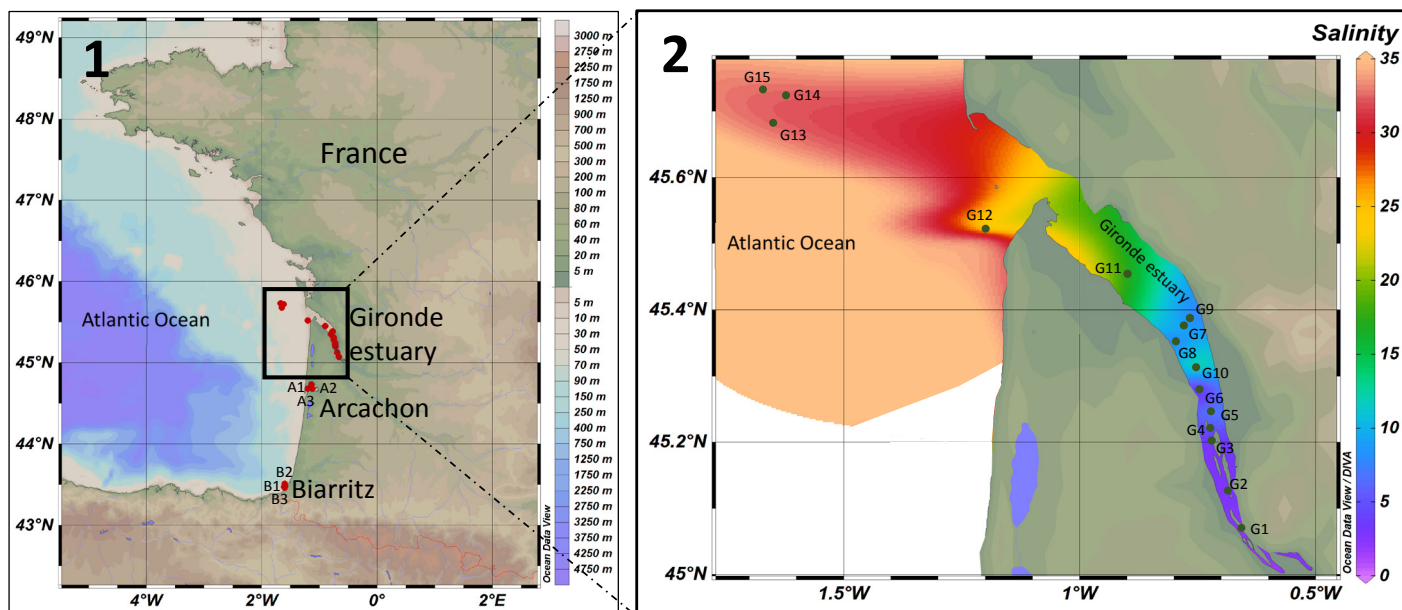 1
49°N
48°N
47°N
46°N
45°N
44°N
43°N
4°W
2°W
0°
2°E
France
Atlantic Ocean
Gironde
estuary
A1
A2
A3
Arcachon
B2
B1
Biarritz
B3
3000 m
2750 m
2250 m
1750 m
1250 m
900 m
700 m
500 m
300 m
200 m
100 m
80 m
60 m
40 m
20 m
5 m
5 m
10 m
30 m
50 m
70 m
90 m
150 m
250 m
400 m
750 m
1250 m
1750 m
2250 m
2750 m
3250 m
3750 m
4250 m
4750 m
Ocean Data View
2
Salinity
35
30
25
20
15
10
5
0
Ocean Data View / DIVA
45.6°N
45.4°N
45.2°N
45°N
1.5°W
1°W
0.5°W
G15
G14
G13
G12
Atlantic Ocean
Gironde estuary
G11
G9
G7
G8
G10
G6
G5
G4
G3
G2
G1